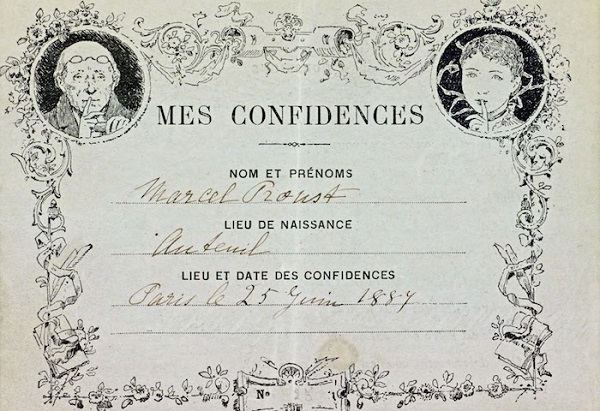 MES CONFIDENCES
NOM ET PRÉNOMS
Marcel Proust
LIEU DE NAISSANCE
Auteuil
LIEU ET DATE DES CONFIDENCES
Paris le 25 Juin 1887
No